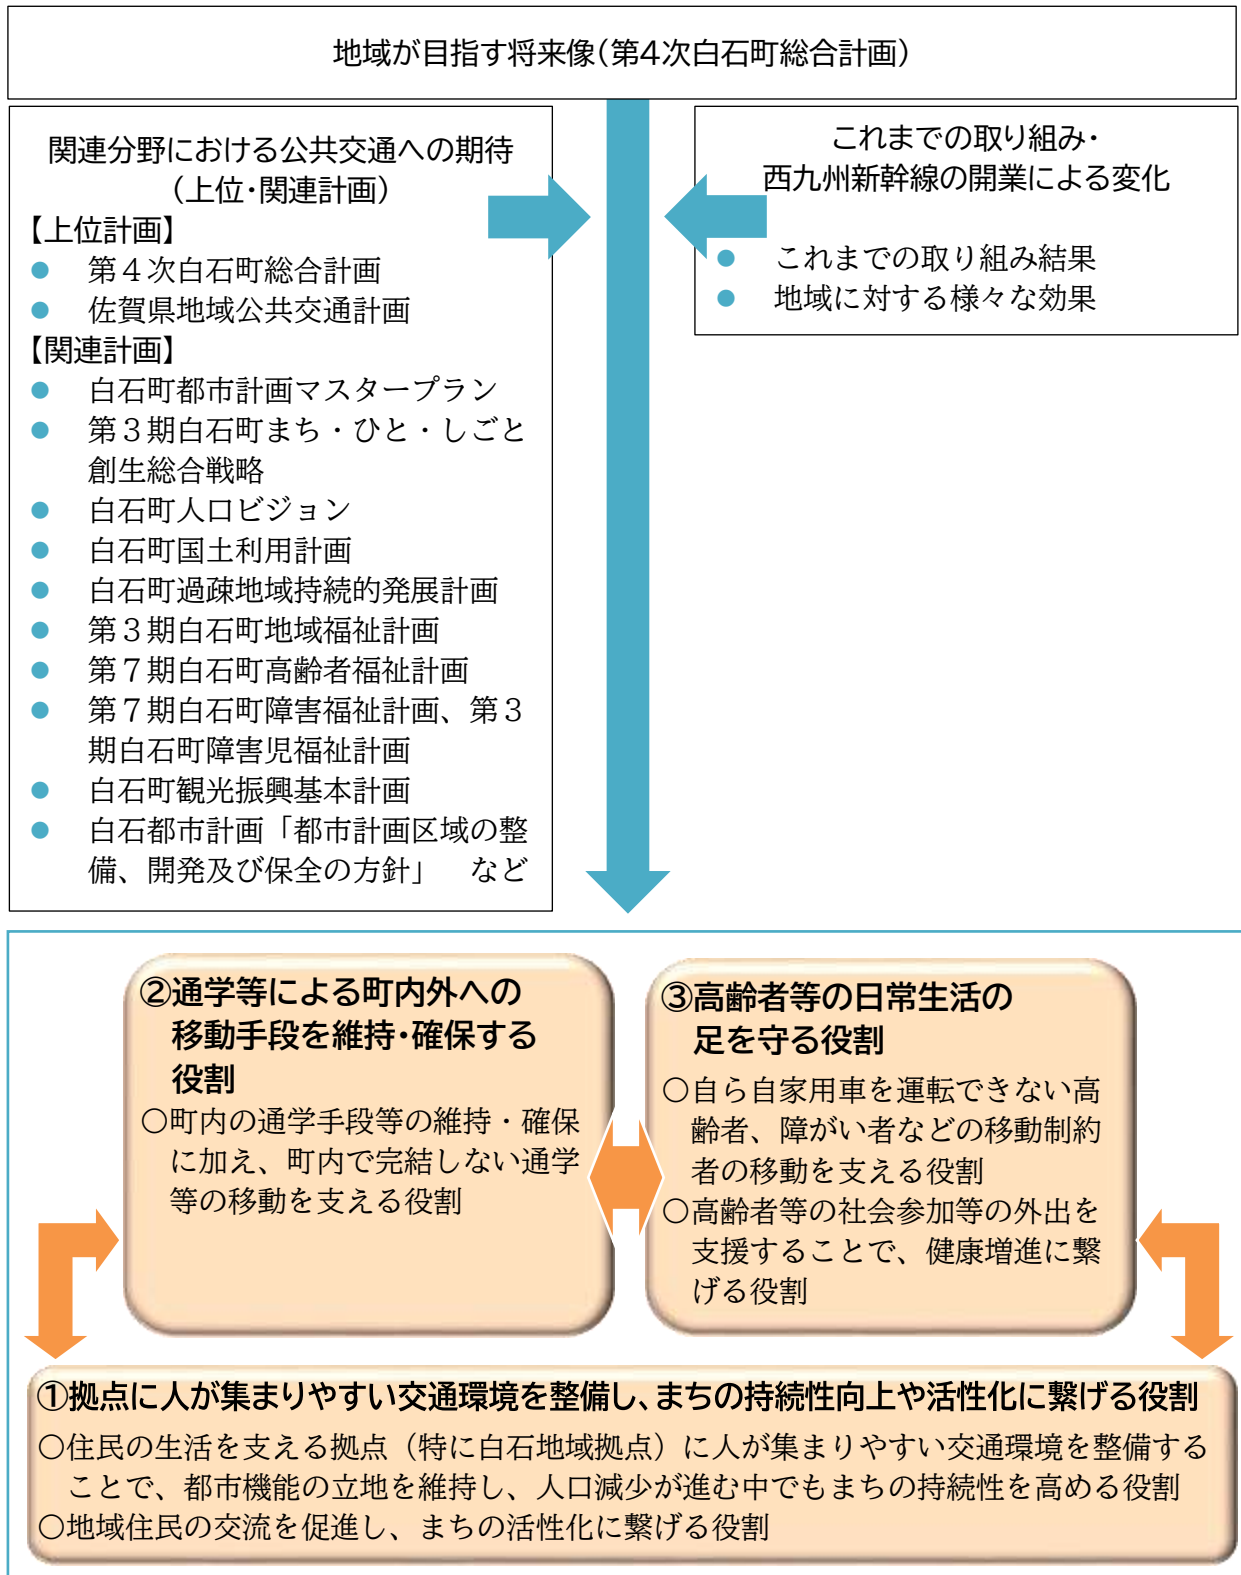 地域が目指す将来像(第4次白石町総合計画)
関連分野における公共交通への期待
(上位・関連計画)
【上位計画】
● 第４次白石町総合計画
● 佐賀県地域公共交通計画
【関連計画】
● 白石町都市計画マスタープラン
● 第３期白石町まち・ひと・しごと
創生総合戦略
● 白石町人口ビジョン
● 白石町国土利用計画
● 白石町過疎地域持続的発展計画
● 第３期白石町地域福祉計画
● 第７期白石町高齢者福祉計画
● 第７期白石町障害福祉計画、第３
期白石町障害児福祉計画
● 白石町観光振興基本計画
● 白石都市計画「都市計画区域の整
備、開発及び保全の方針」　など
これまでの取り組み・
西九州新幹線の開業による変化
● これまでの取り組み結果
● 地域に対する様々な効果
②通学等による町内外への
移動手段を維持・確保する
役割
○町内の通学手段等の維持・確保
に加え、町内で完結しない通学
等の移動を支える役割
③高齢者等の日常生活の
足を守る役割
○自ら自家用車を運転できない高
齢者、障がい者などの移動制約
者の移動を支える役割
○高齢者等の社会参加等の外出を
支援することで、健康増進に繋
げる役割
①拠点に人が集まりやすい交通環境を整備し、まちの持続性向上や活性化に繋げる役割
○住民の生活を支える拠点（特に白石地域拠点）に人が集まりやすい交通環境を整備する
ことで、都市機能の立地を維持し、人口減少が進む中でもまちの持続性を高める役割
○地域住民の交流を促進し、まちの活性化に繋げる役割